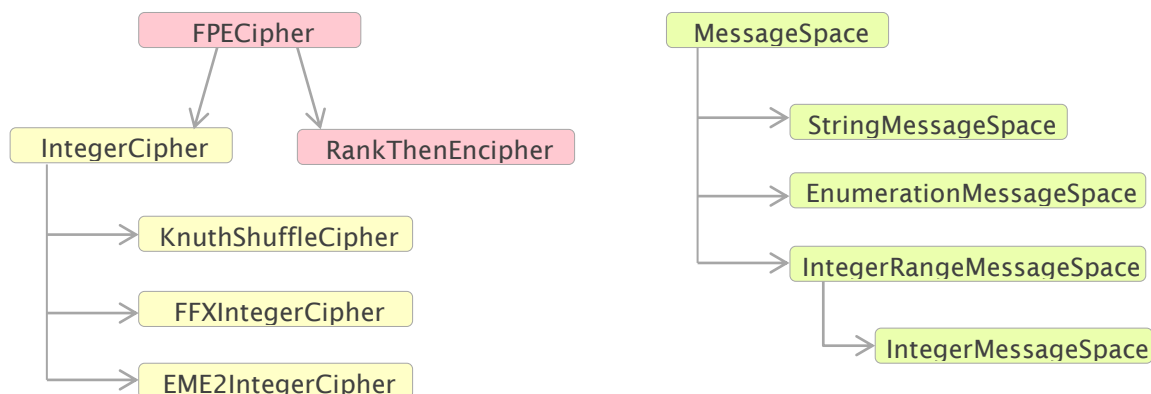 FPECipher
IntegerCipher
RankThenEncipher
KnuthShuffleCipher
FFXIntegerCipher
EME2IntegerCipher
MessageSpace
StringMessageSpace
EnumerationMessageSpace
IntegerRangeMessageSpace
IntegerMessageSpace